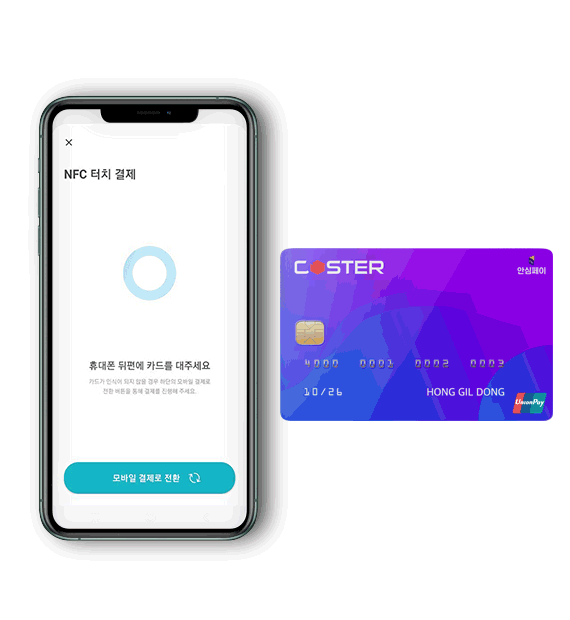 NFC 터치 결제
휴대폰 뒤편에 카드를 대주세요
카드가 인식이 되지 않을 경우 하단의 모바일 결제로
전환 버튼을 통해 결제를 진행해 주세요.
모바일 결제로 전환
COSTER
안심페이
4000 0001 0002 0003
10/26
HONG GIL DONG
UnionPay